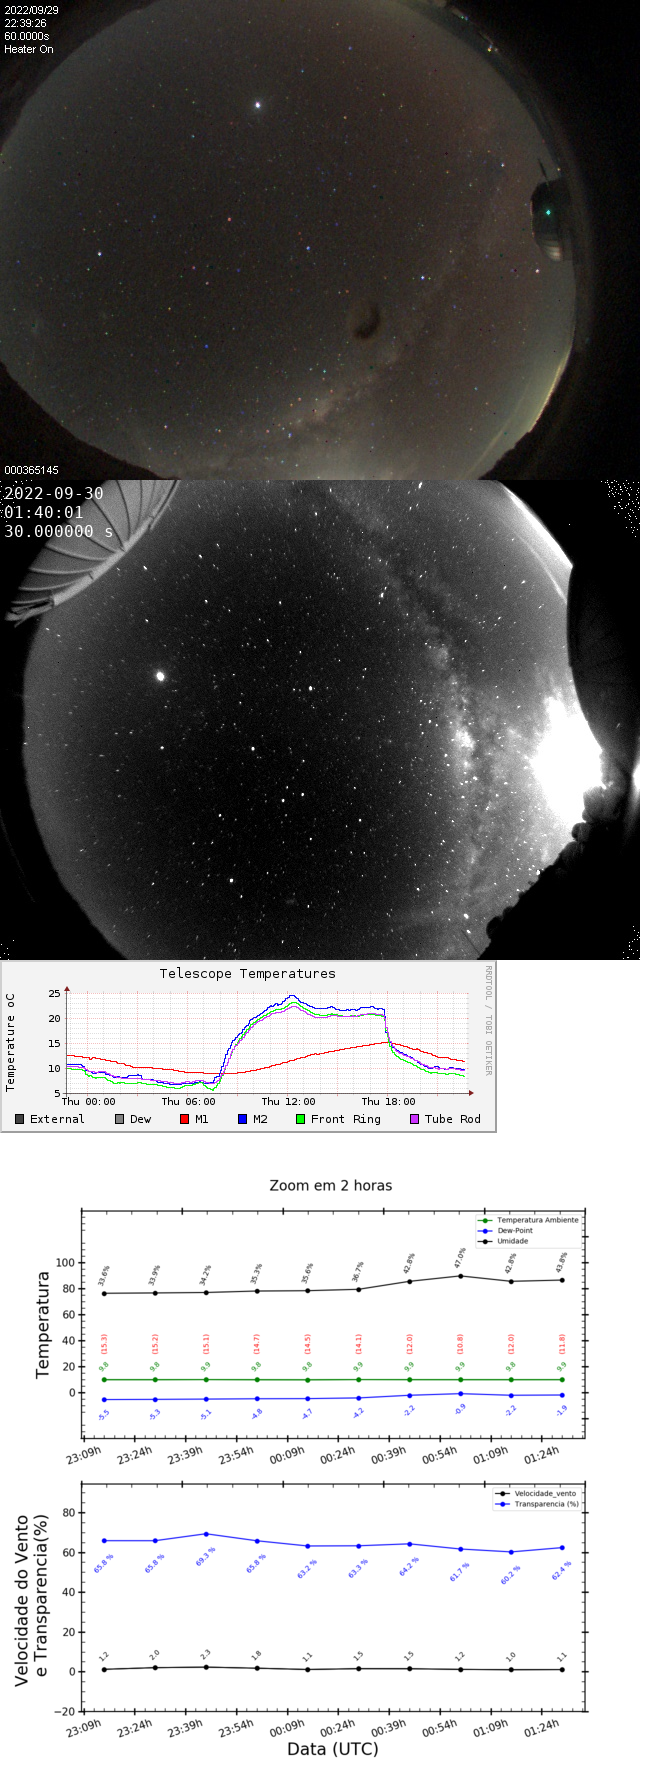 2022/09/29
22:39:26
60.0000s
Heater On
000365145
2022-09-30
01:40:01
30.000000 s
Telescope Temperatures
RRDTOOL / TOBI OETIKER
Temperature oC
25
20
15
10
5
Thu 00:00 Thu 06:00 Thu 12:00 Thu 18:00
External Dew M1 M2 Front Ring Tube Rod
Zoom em 2 horas
Temperatura Ambiente
Dew-Point
Umidade
Temperatura
100
80
60
40
20
0
33.6% 33.9% 34.2% 35.3% 35.6% 36.7% 42.8% 47.0% 42.8% 43.8%
(15.3) (15.2) (15.1) (14.7) (14.5) (14.1) (12.0) (10.8) (12.0) (11.8)
9.8 9.8 9.9 9.8 9.8 9.9 9.9 9.9 9.8 9.9
-5.5 -5.3 -5.1 -4.8 -4.7 -4.2 -2.2 -0.9 -2.2 -1.9
23:09h 23:24h 23:39h 23:54h 00:09h 00:24h 00:39h 00:54h 01:09h 01:24h
Velocidade_vento
Transparencia (%)
Velocidade do Vento
e Transparencia(%)
80
60
40
20
0
−20
65.8 % 65.8 % 69.3 % 65.8 % 63.2 % 63.3 % 64.2 % 61.7 % 60.2 % 62.4 %
1.2 2.0 2.3 1.8 1.1 1.5 1.5 1.2 1.0 1.1
23:09h 23:24h 23:39h 23:54h 00:09h 00:24h 00:39h 00:54h 01:09h 01:24h
Data (UTC)